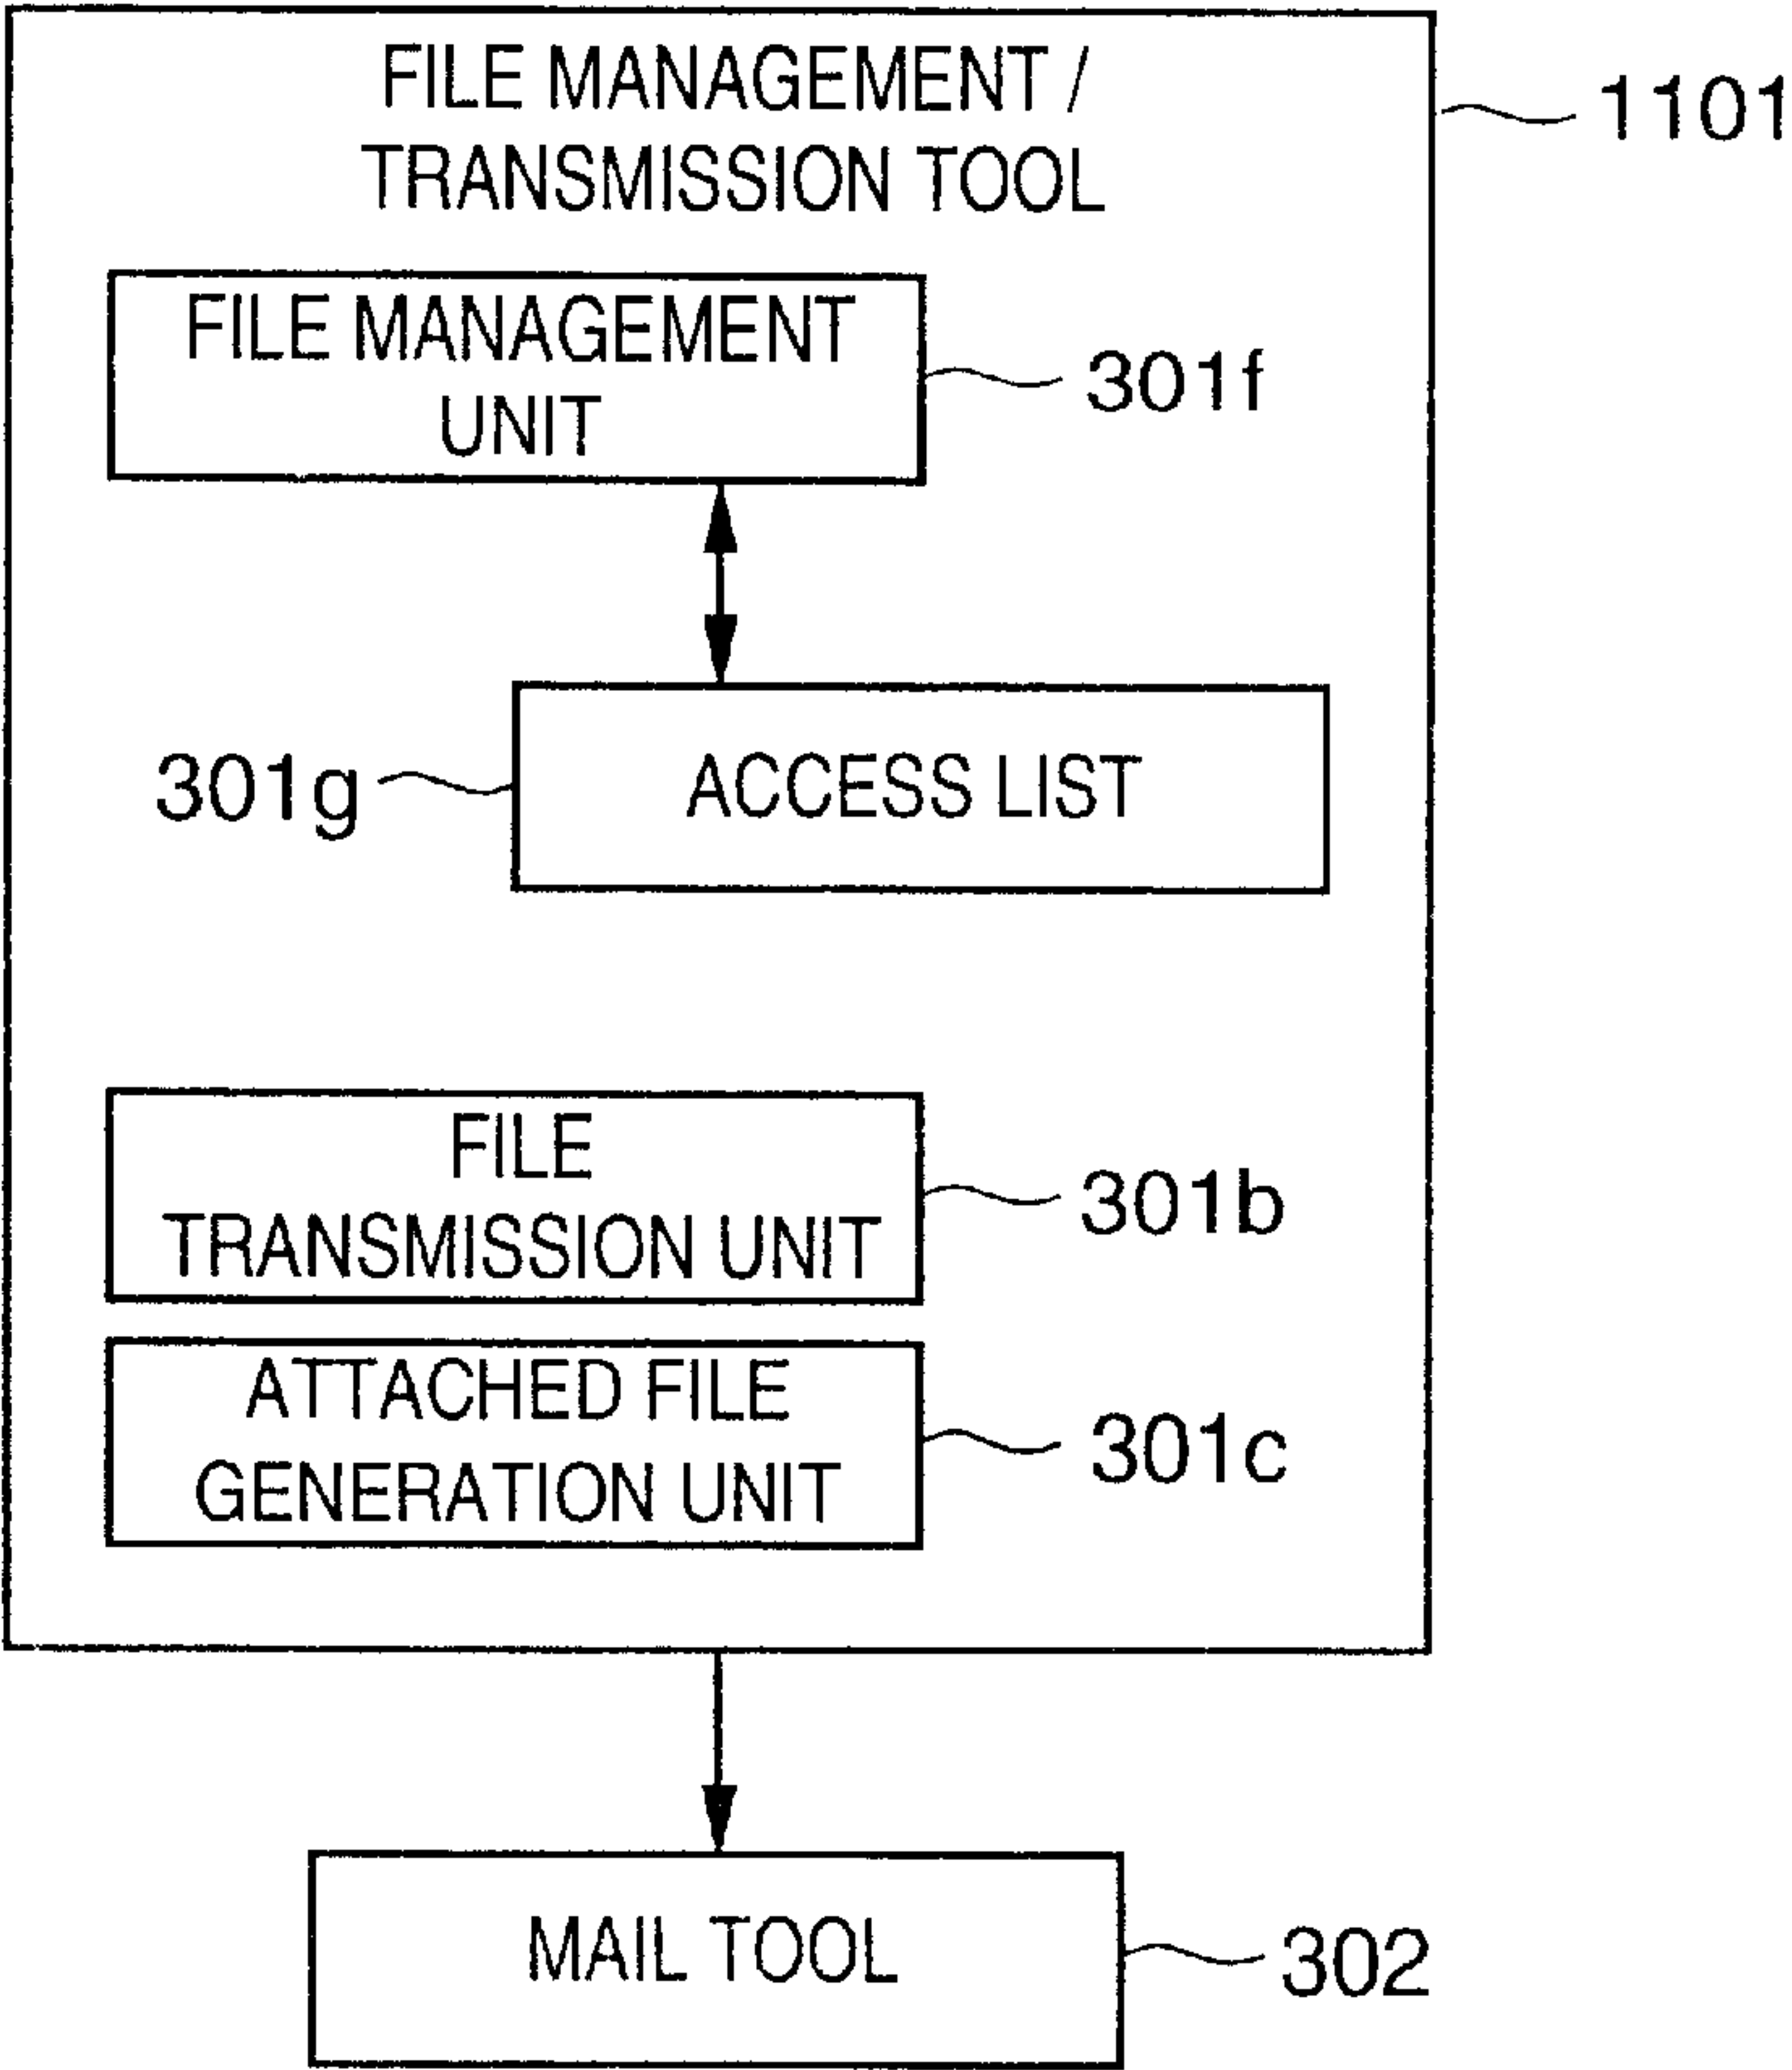 FILE MANAGEMENT /
TRANSMISSION TOOL
1101
FILE MANAGEMENT
UNIT
301f
301g
ACCESS LIST
FILE
TRANSMISSION UNIT
301b
ATTACHED FILE
GENERATION UNIT
301c
MAIL TOOL
302